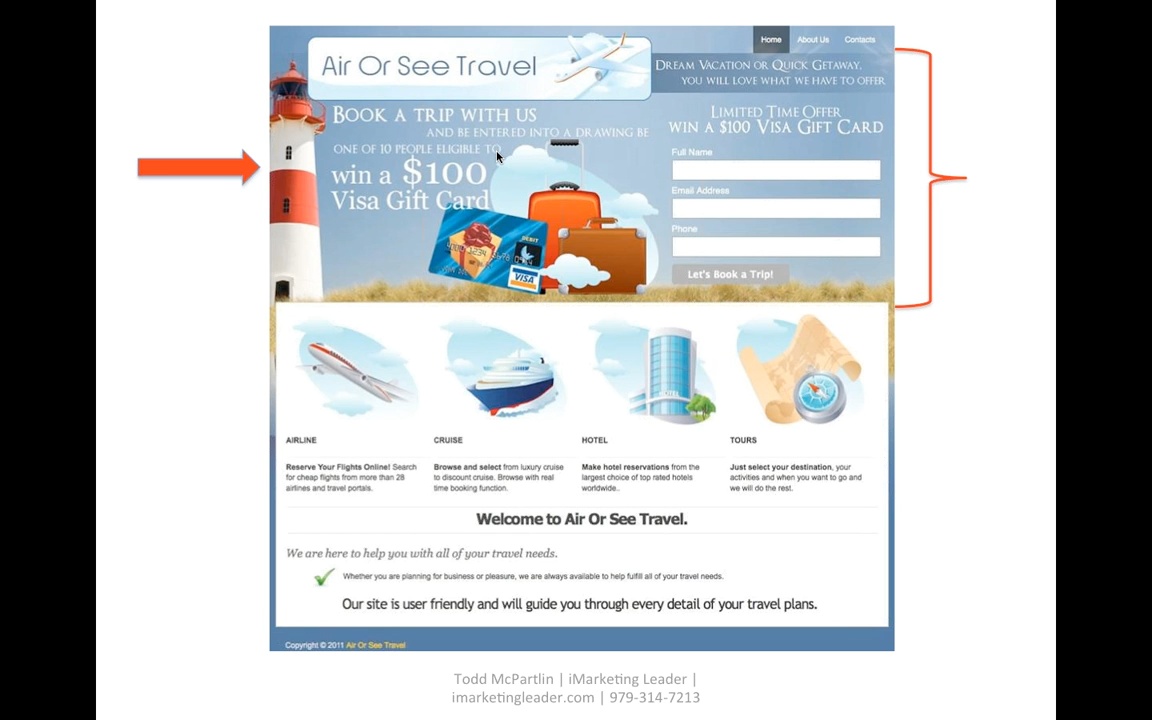 Home About Us Contacts
Air Or See Travel
Dream Vacation or Quick Getaway,
you will love what we have to offer
Book a trip with us
and be entered into a drawing be
one of 10 people eligible to
win a $100
Visa Gift Card
Limited Time Offer
win a $100 Visa Gift Card
Full Name
Email Address
Phone
Let's Book a Trip!
DEBIT
VISA
HOTEL
AIRLINE
Reserve Your Flights Online! Search
for cheap flights from more than 28
airlines and travel portals.
CRUISE
Browse and select from luxury cruise
to discount cruise. Browse with real
time booking function.
HOTEL
Make hotel reservations from the
largest choice of top rated hotels
worldwide..
TOURS
Just select your destination, your
activities and when you want to go and
we will do the rest.
Welcome to Air Or See Travel.
We are here to help you with all of your travel needs.
Whether you are planning for business or pleasure, we are always available to help fulfill all of your travel needs.
Our site is user friendly and will guide you through every detail of your travel plans.
Copyright © 2011 Air Or See Travel
Todd McPartlin | iMarketing Leader |
imarketingleader.com | 979-314-7213